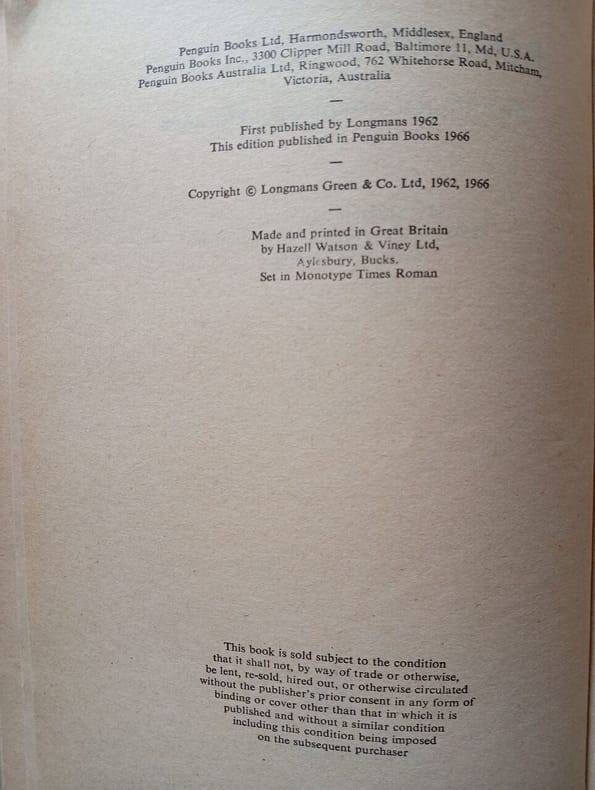 Penguin Books Ltd, Harmondsworth, Middlesex, England
Penguin Books Inc., 3300 Clipper Mill Road, Baltimore 11, Md, U.S.A.
Penguin Books Australia Ltd, Ringwood, 762 Whitehorse Road, Mitcham,
Victoria, Australia
—
First published by Longmans 1962
This edition published in Penguin Books 1966
—
Copyright © Longmans Green & Co. Ltd, 1962, 1966
—
Made and printed in Great Britain
by Hazell Watson & Viney Ltd,
Aylesbury, Bucks.
Set in Monotype Times Roman
This book is sold subject to the condition
that it shall not, by way of trade or otherwise,
be lent, re-sold, hired out, or otherwise circulated
without the publisher's prior consent in any form of
binding or cover other than that in which it is
published and without a similar condition
including this condition being imposed
on the subsequent purchaser